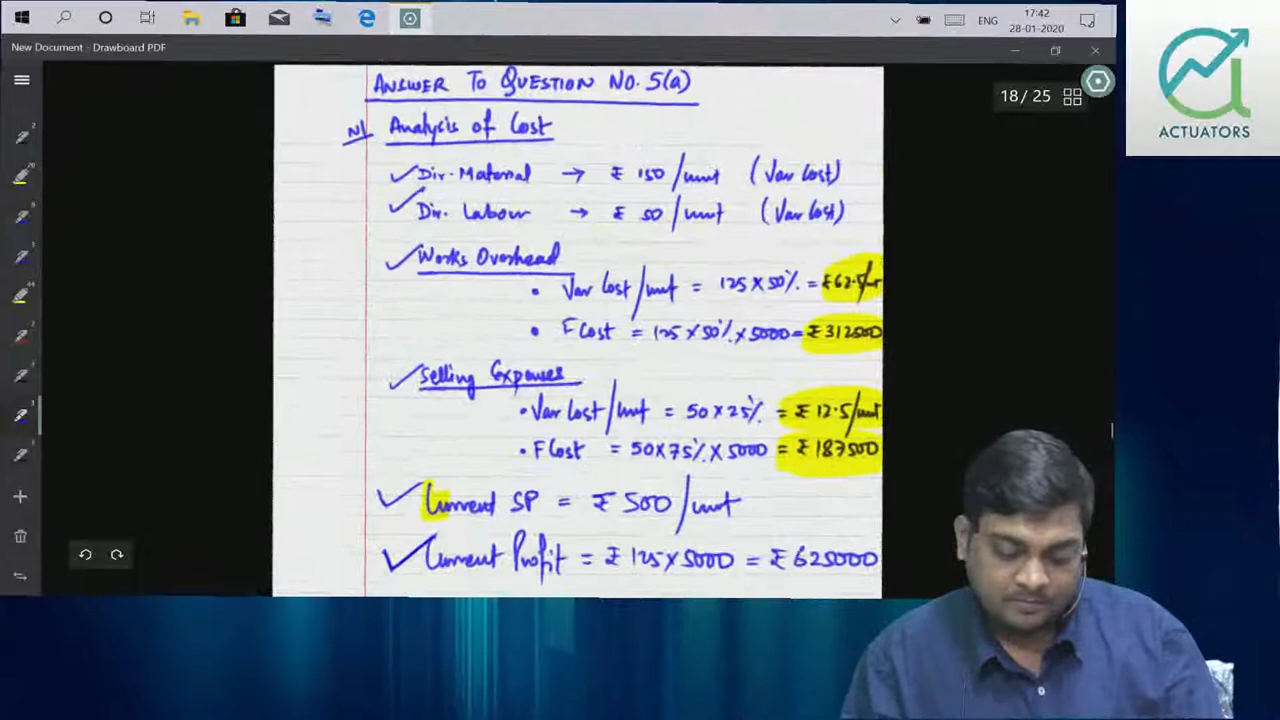 17:42
ENG
28-01-2020
New Document - Drawboard PDF
18 / 25
ACTUATORS
ANSWER TO QUESTION NO. 5(a)
N1 Analysis of Cost
Dir. Material → ₹ 150/unit (Var Cost)
Dir. Labour → ₹ 50/unit (Var Cost)
Works Overhead
• Var Cost/unit = 125 X 50% = ₹62.5/
• F Cost = 125 X 50% X 5000 = ₹312500
Selling Expenses
• Var Cost/unit = 50 X 25% = ₹12.5/unit
• F Cost = 50X75% X 5000 = ₹187500
Current SP = ₹ 500/unit
Current Profit = ₹ 125 X 5000 = ₹ 625000